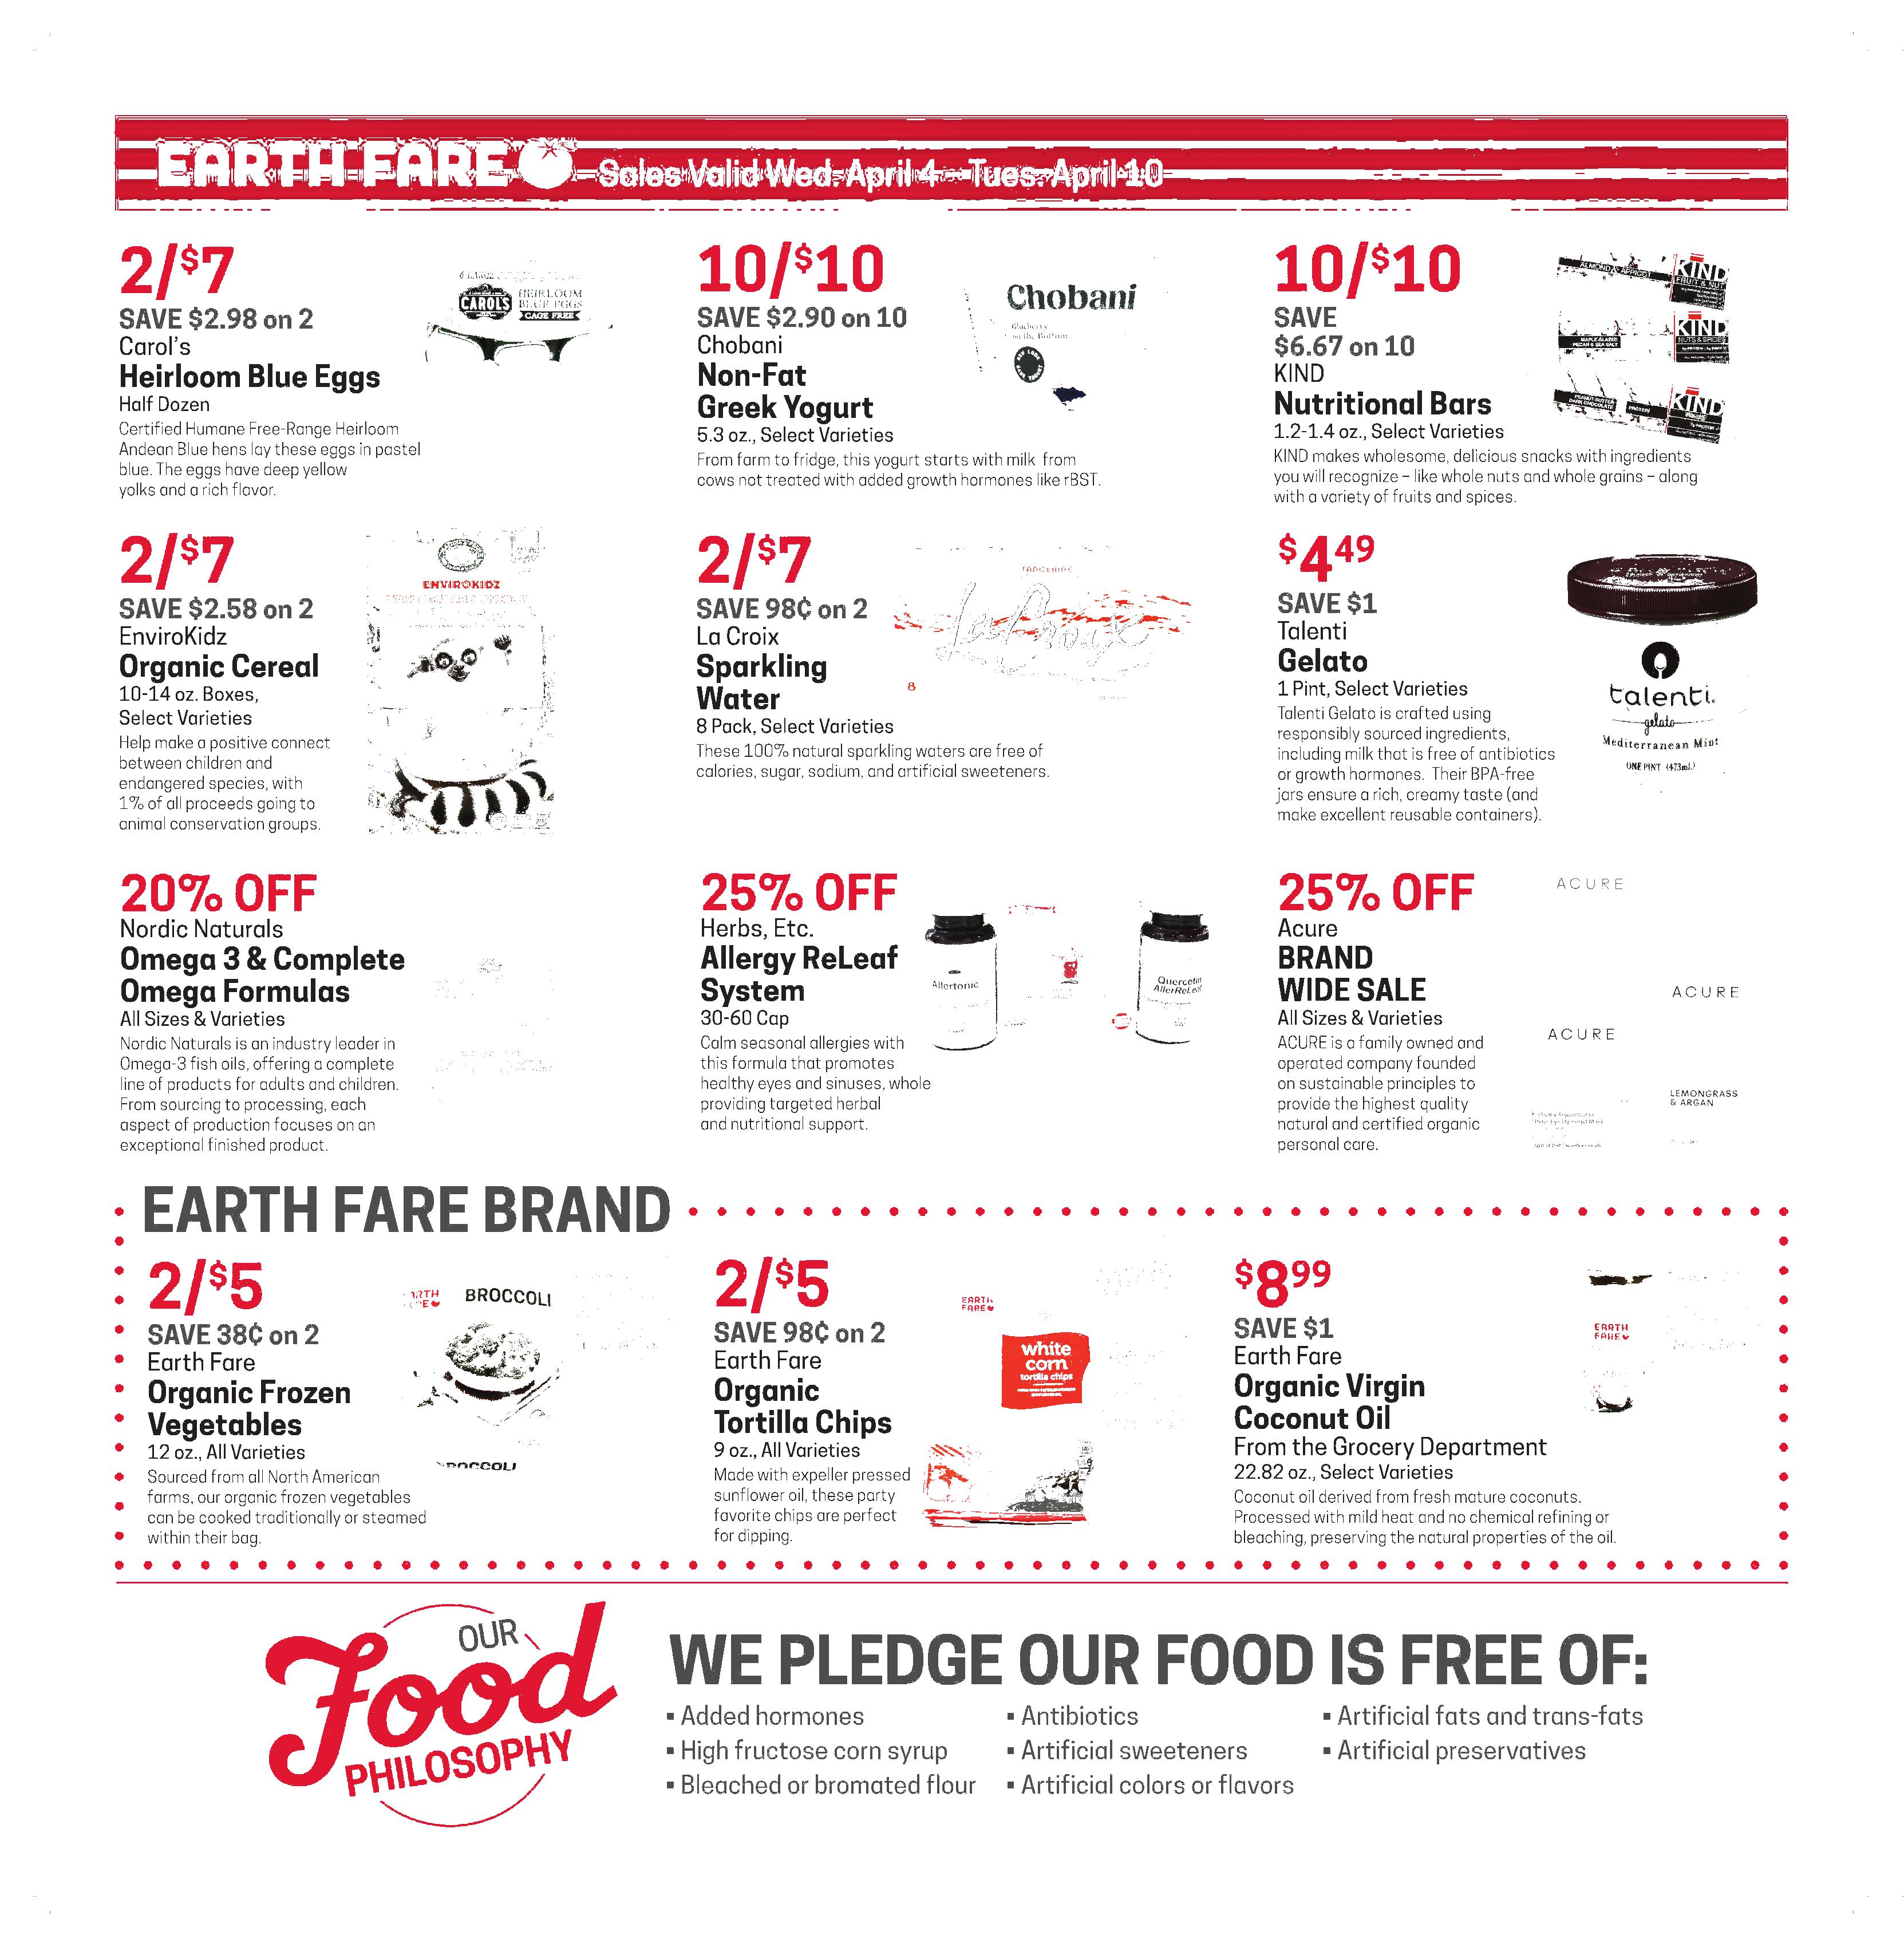 EARTH FARE Sales Valid Wed. April 4 – Tues. April 10
2/$7
SAVE $2.98 on 2
Carol's
Heirloom Blue Eggs
Half Dozen
Certified Humane Free-Range Heirloom
Andean Blue hens lay these eggs in pastel
blue. The eggs have deep yellow
yolks and a rich flavor.
CAROL'S
HEIRLOOM
BLUE EGGS
CAGE FREE
10/$10
SAVE $2.90 on 10
Chobani
Non-Fat
Greek Yogurt
5.3 oz., Select Varieties
From farm to fridge, this yogurt starts with milk from
cows not treated with added growth hormones like rBST.
Chobani
10/$10
SAVE
$6.67 on 10
KIND
Nutritional Bars
1.2-1.4 oz., Select Varieties
KIND makes wholesome, delicious snacks with ingredients
you will recognize – like whole nuts and whole grains – along
with a variety of fruits and spices.
ALMOND & APRICOT
KIND
FRUIT & NUT
KIND
NUTS & SPICES
KIND
2/$7
SAVE $2.58 on 2
EnviroKidz
Organic Cereal
10-14 oz. Boxes,
Select Varieties
Help make a positive connect
between children and
endangered species, with
1% of all proceeds going to
animal conservation groups.
ENVIROKIDZ
2/$7
SAVE 98¢ on 2
La Croix
Sparkling
Water
8 Pack, Select Varieties
These 100% natural sparkling waters are free of
calories, sugar, sodium, and artificial sweeteners.
TANGERINE
LaCroix
8
$4.49
SAVE $1
Talenti
Gelato
1 Pint, Select Varieties
Talenti Gelato is crafted using
responsibly sourced ingredients,
including milk that is free of antibiotics
or growth hormones. Their BPA-free
jars ensure a rich, creamy taste (and
make excellent reusable containers).
talenti.
gelato
Mediterranean Mint
ONE PINT (473mL)
20% OFF
Nordic Naturals
Omega 3 & Complete
Omega Formulas
All Sizes & Varieties
Nordic Naturals is an industry leader in
Omega-3 fish oils, offering a complete
line of products for adults and children.
From sourcing to processing, each
aspect of production focuses on an
exceptional finished product.
25% OFF
Herbs, Etc.
Allergy ReLeaf
System
30-60 Cap
Calm seasonal allergies with
this formula that promotes
healthy eyes and sinuses, whole
providing targeted herbal
and nutritional support.
Allertonic
Quercetin
AllerReLeaf
25% OFF
Acure
BRAND
WIDE SALE
All Sizes & Varieties
ACURE is a family owned and
operated company founded
on sustainable principles to
provide the highest quality
natural and certified organic
personal care.
ACURE
ACURE
ACURE
LEMONGRASS
& ARGAN
EARTH FARE BRAND
2/$5
SAVE 38¢ on 2
Earth Fare
Organic Frozen
Vegetables
12 oz., All Varieties
Sourced from all North American
farms, our organic frozen vegetables
can be cooked traditionally or steamed
within their bag.
BROCCOLI
2/$5
SAVE 98¢ on 2
Earth Fare
Organic
Tortilla Chips
9 oz., All Varieties
Made with expeller pressed
sunflower oil, these party
favorite chips are perfect
for dipping.
EARTH
FARE
white
corn
tortilla chips
$8.99
SAVE $1
Earth Fare
Organic Virgin
Coconut Oil
From the Grocery Department
22.82 oz., Select Varieties
Coconut oil derived from fresh mature coconuts.
Processed with mild heat and no chemical refining or
bleaching, preserving the natural properties of the oil.
EARTH
FARE
OUR
Food
PHILOSOPHY
WE PLEDGE OUR FOOD IS FREE OF:
▪ Added hormones
▪ High fructose corn syrup
▪ Bleached or bromated flour
▪ Antibiotics
▪ Artificial sweeteners
▪ Artificial colors or flavors
▪ Artificial fats and trans-fats
▪ Artificial preservatives